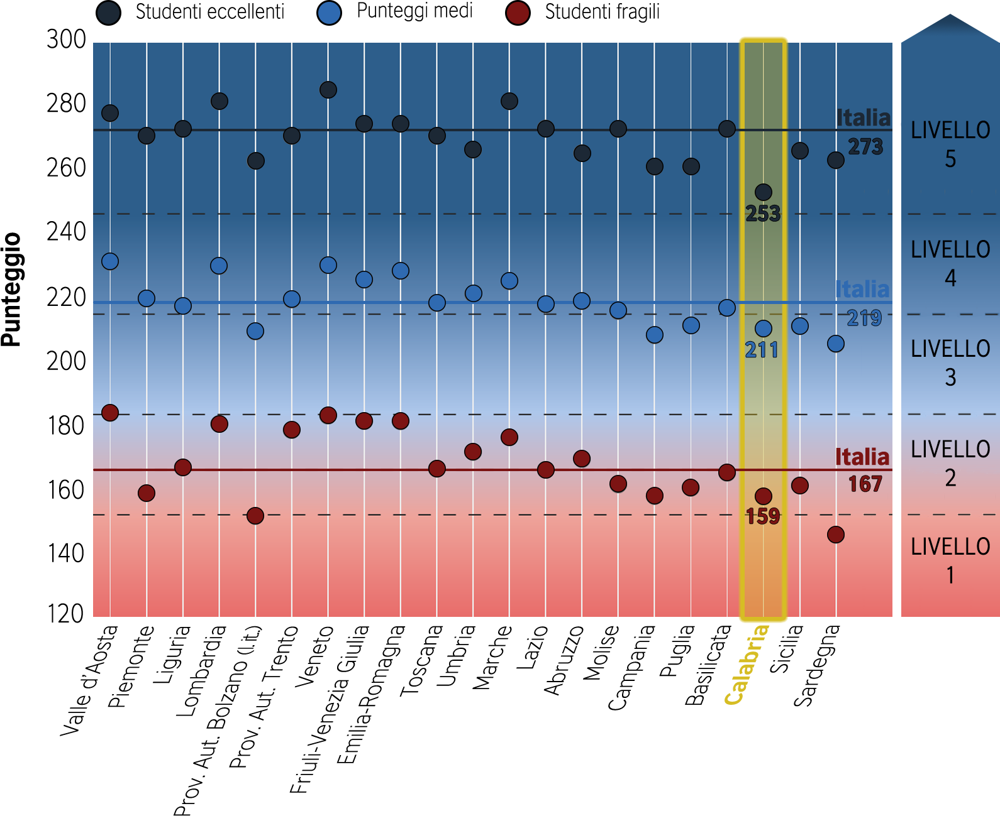 Studenti eccellenti Punteggi medi Studenti fragili
Punteggio
300
280
260
240
220
200
180
160
140
120
Italia
273
253
Italia
219
211
Italia
167
159
LIVELLO
5
LIVELLO
4
LIVELLO
3
LIVELLO
2
LIVELLO
1
Valle d'Aosta
Piemonte
Liguria
Lombardia
Prov. Aut. Bolzano (l.it.)
Prov. Aut. Trento
Veneto
Friuli-Venezia Giulia
Emilia-Romagna
Toscana
Umbria
Marche
Lazio
Abruzzo
Molise
Campania
Puglia
Basilicata
Calabria
Sicilia
Sardegna